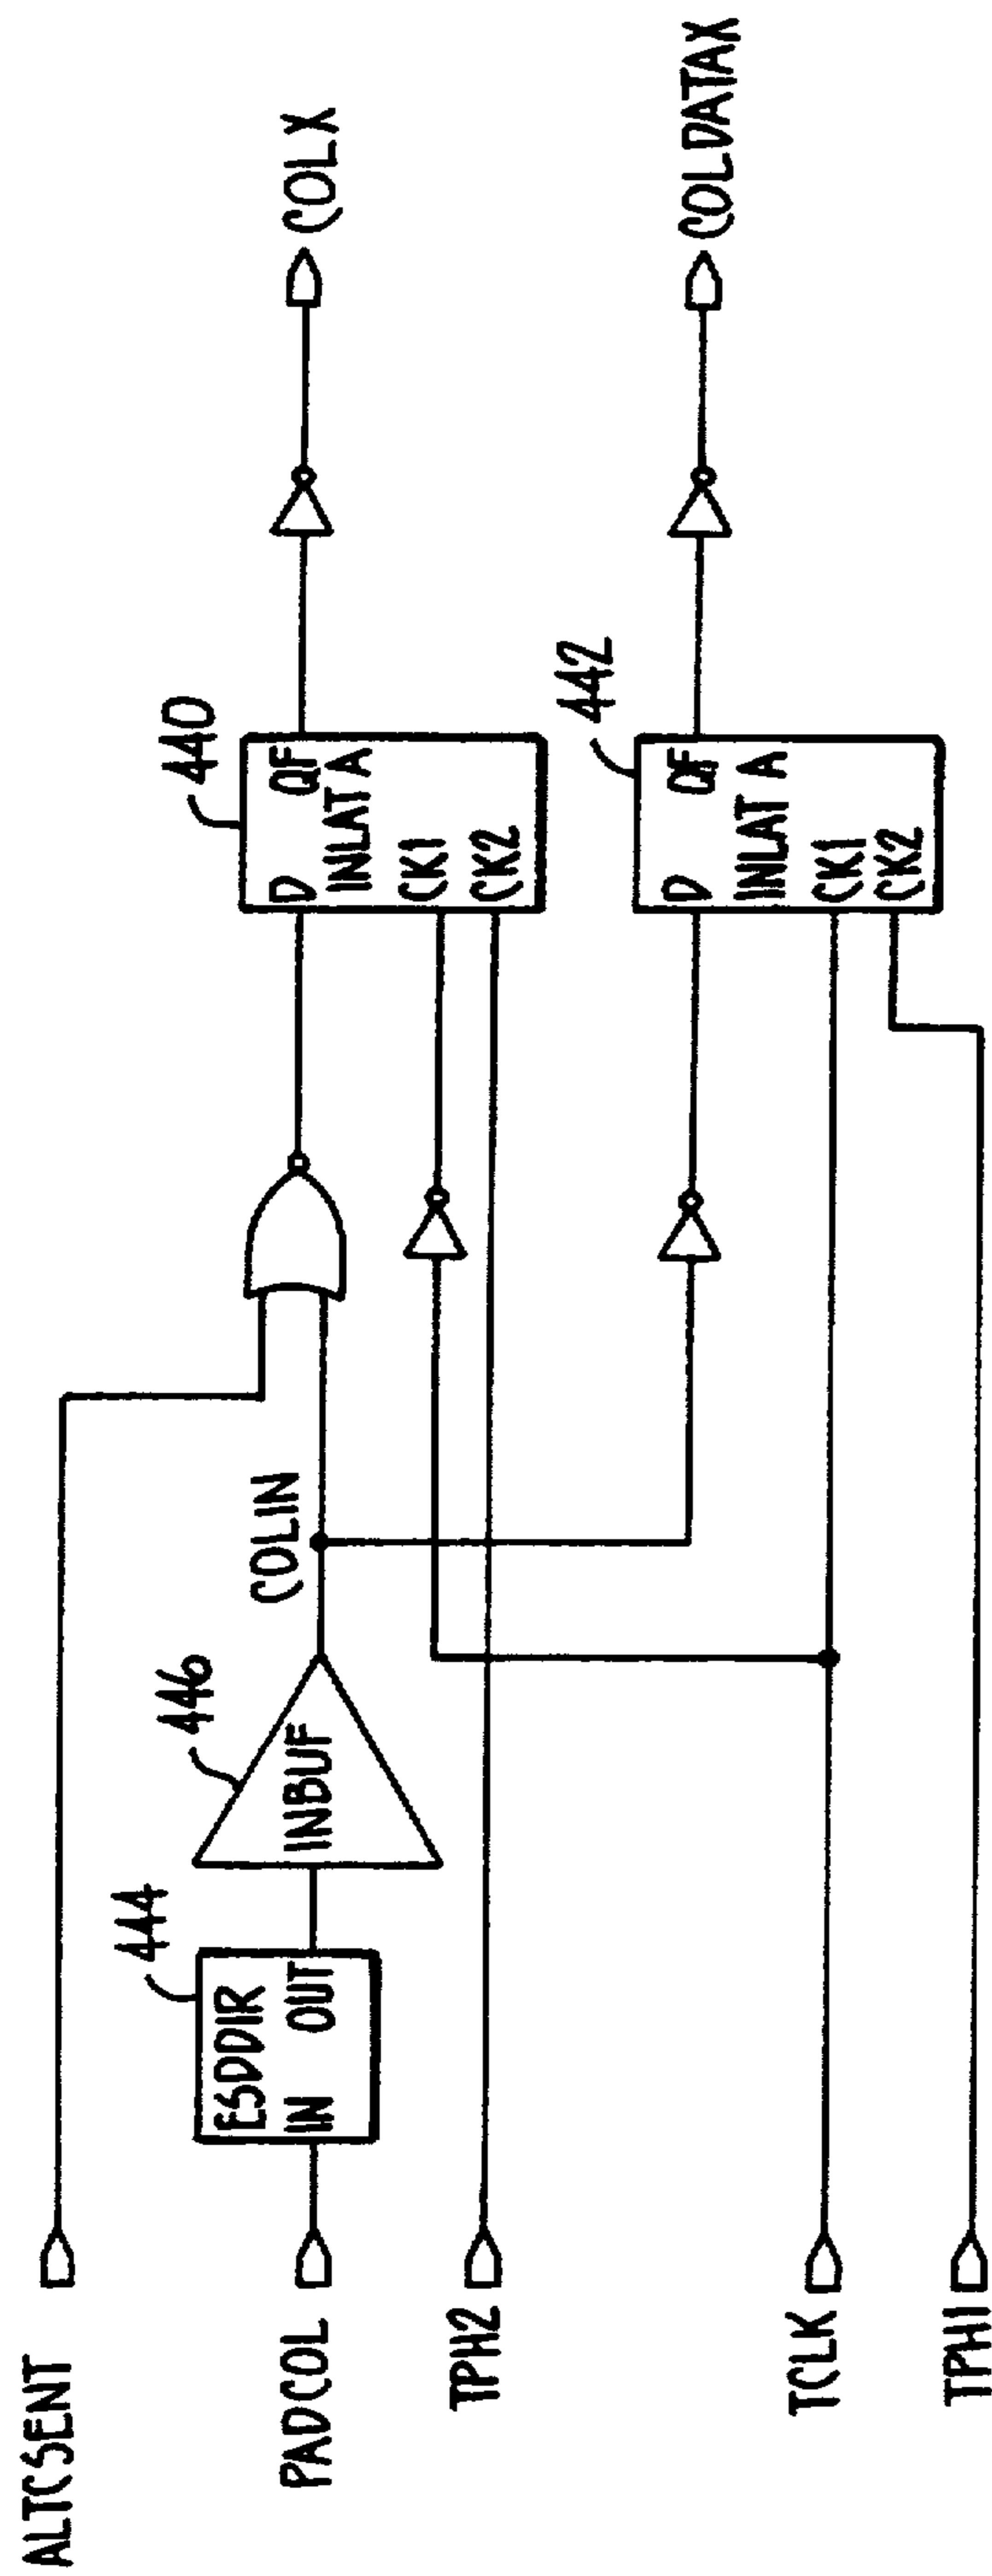 ALTCSENT
PADCOL
TPH2
TCLK
TPH1
444
ESDDIR
IN OUT
446
INBUF
COLIN
440
D QF
INLAT A
CK1
CK2
442
D QF
INLAT A
CK1
CK2
COLX
COLDATAX